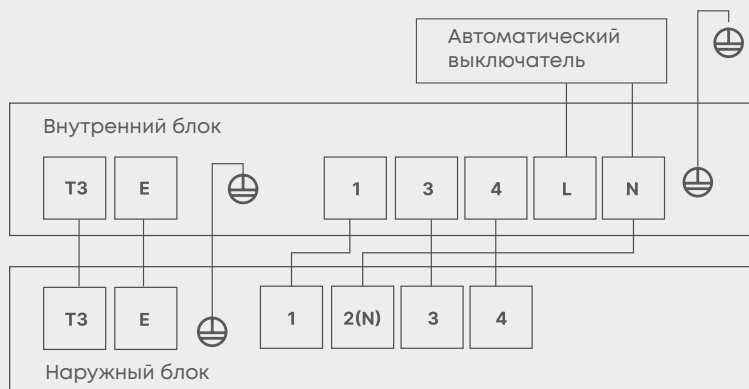 Автоматический
выключатель
Внутренний блок
T3 E 1 3 4 L N
T3 E 1 2(N) 3 4
Наружный блок